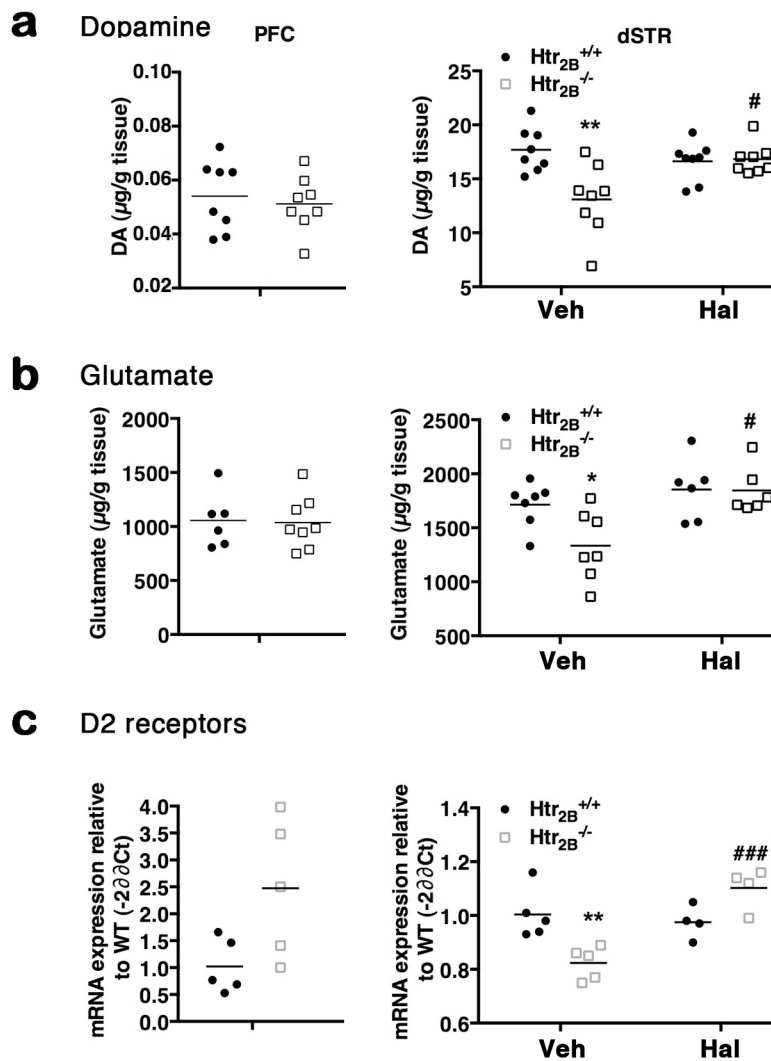 a Dopamine
PFC
DA (µg/g tissue)
0.10
0.08
0.06
0.04
0.02
dSTR
DA (µg/g tissue)
Htr2B+/+
Htr2B-/-
25
20
15
10
5
**
#
Veh Hal
b Glutamate
Glutamate (µg/g tissue)
2000
1500
1000
500
0
Glutamate (µg/g tissue)
Htr2B+/+
Htr2B-/-
2500
2000
1500
1000
500
*
#
Veh Hal
c D2 receptors
mRNA expression relative
to WT (-2∂∂Ct)
4.0
3.5
3.0
2.5
2.0
1.5
1.0
0.5
0.0
mRNA expression relative
to WT (-2∂∂Ct)
Htr2B+/+
Htr2B-/-
1.4
1.2
1.0
0.8
0.6
**
###
Veh Hal